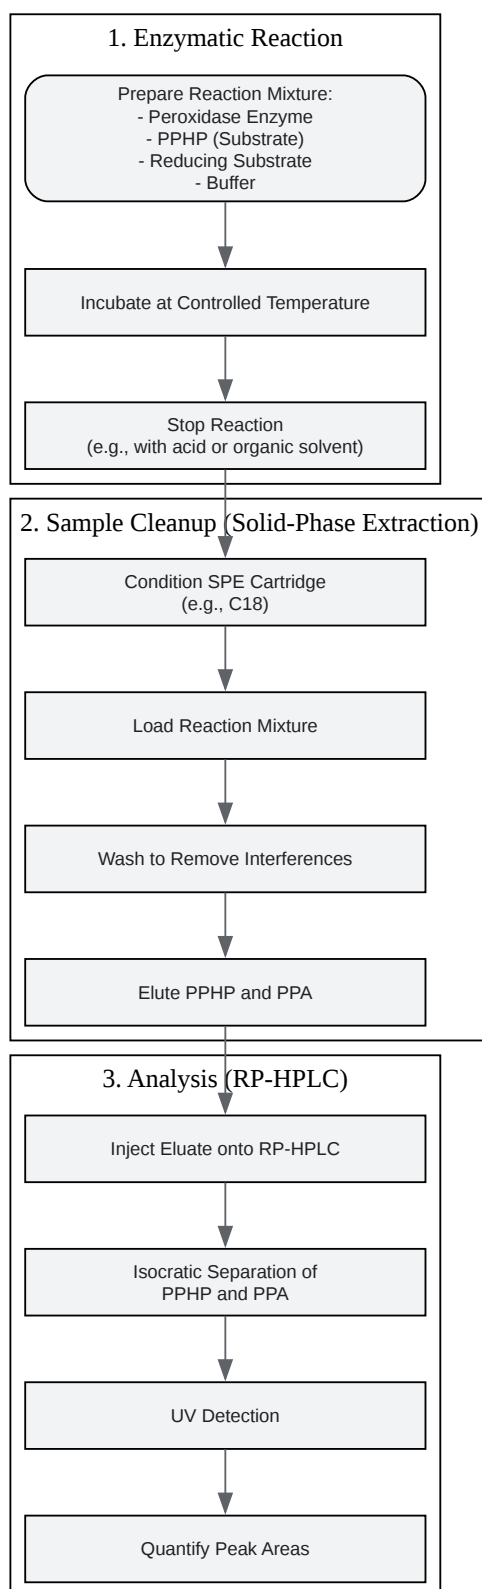 1. Enzymatic Reaction
Prepare Reaction Mixture:
- Peroxidase Enzyme
- PPHP (Substrate)
- Reducing Substrate
- Buffer
Incubate at Controlled Temperature
Stop Reaction
(e.g., with acid or organic solvent)
2. Sample Cleanup (Solid-Phase Extraction)
Condition SPE Cartridge
(e.g., C18)
Load Reaction Mixture
Wash to Remove Interferences
Elute PPHP and PPA
3. Analysis (RP-HPLC)
Inject Eluate onto RP-HPLC
Isocratic Separation of
PPHP and PPA
UV Detection
Quantify Peak Areas